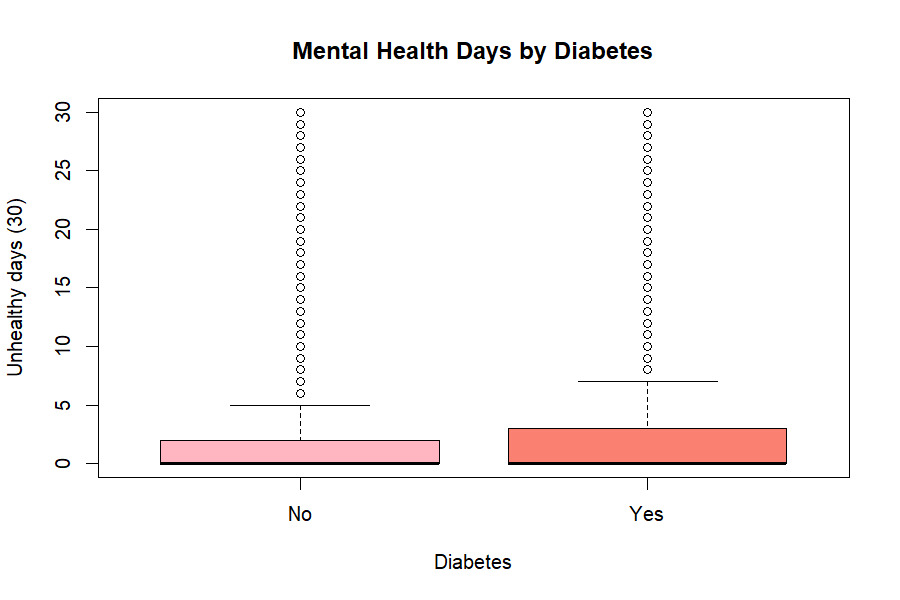 Mental Health Days by Diabetes
Unhealthy days (30)
30
25
20
15
10
5
0
No
Yes
Diabetes